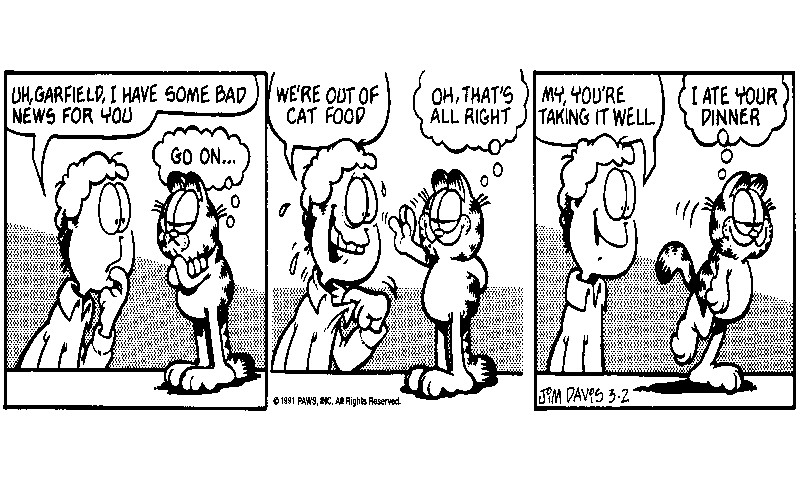 UH, GARFIELD, I HAVE SOME BAD
NEWS FOR YOU
GO ON...
WE'RE OUT OF
CAT FOOD
OH, THAT'S
ALL RIGHT
© 1991 PAWS, INC. All Rights Reserved.
MY, YOU'RE
TAKING IT WELL.
I ATE YOUR
DINNER
JIM DAVIS 3-2